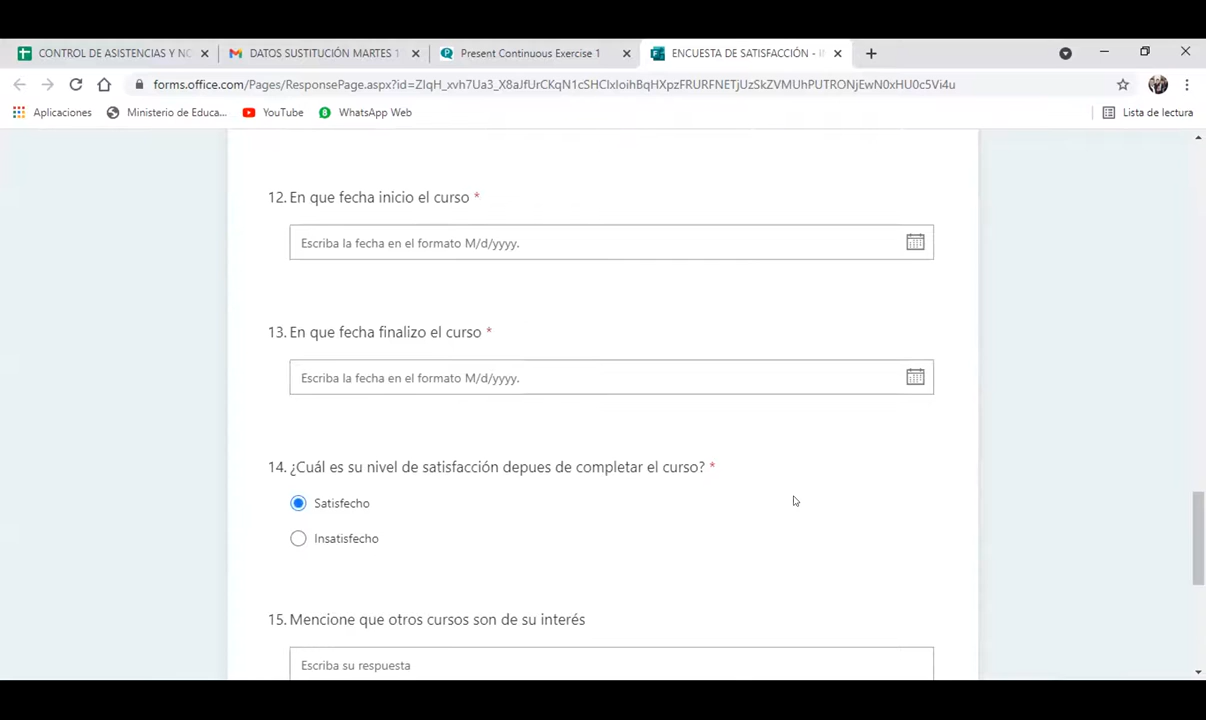 CONTROL DE ASISTENCIAS Y NO
DATOS SUSTITUCIÓN MARTES 1
Present Continuous Exercise 1
ENCUESTA DE SATISFACCIÓN - I
forms.office.com/Pages/ResponsePage.aspx?id=ZIqH_xvh7Ua3_X8aJfUrCKqN1cSHCIxIoihBqHXpzFRURFNETjUzSkZVMUhPUTRONjEwN0xHU0c5Vi4u
Aplicaciones
Ministerio de Educa...
YouTube
WhatsApp Web
Lista de lectura
12. En que fecha inicio el curso *
Escriba la fecha en el formato M/d/yyyy.
13. En que fecha finalizo el curso *
Escriba la fecha en el formato M/d/yyyy.
14. ¿Cuál es su nivel de satisfacción depues de completar el curso? *
Satisfecho
Insatisfecho
15. Mencione que otros cursos son de su interés
Escriba su respuesta